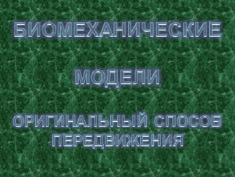 БИОМЕХАНИЧЕСКИЕ
МОДЕЛИ
ОРИГИНАЛЬНЫЙ СПОСОБ
ПЕРЕДВИЖЕНИЯ